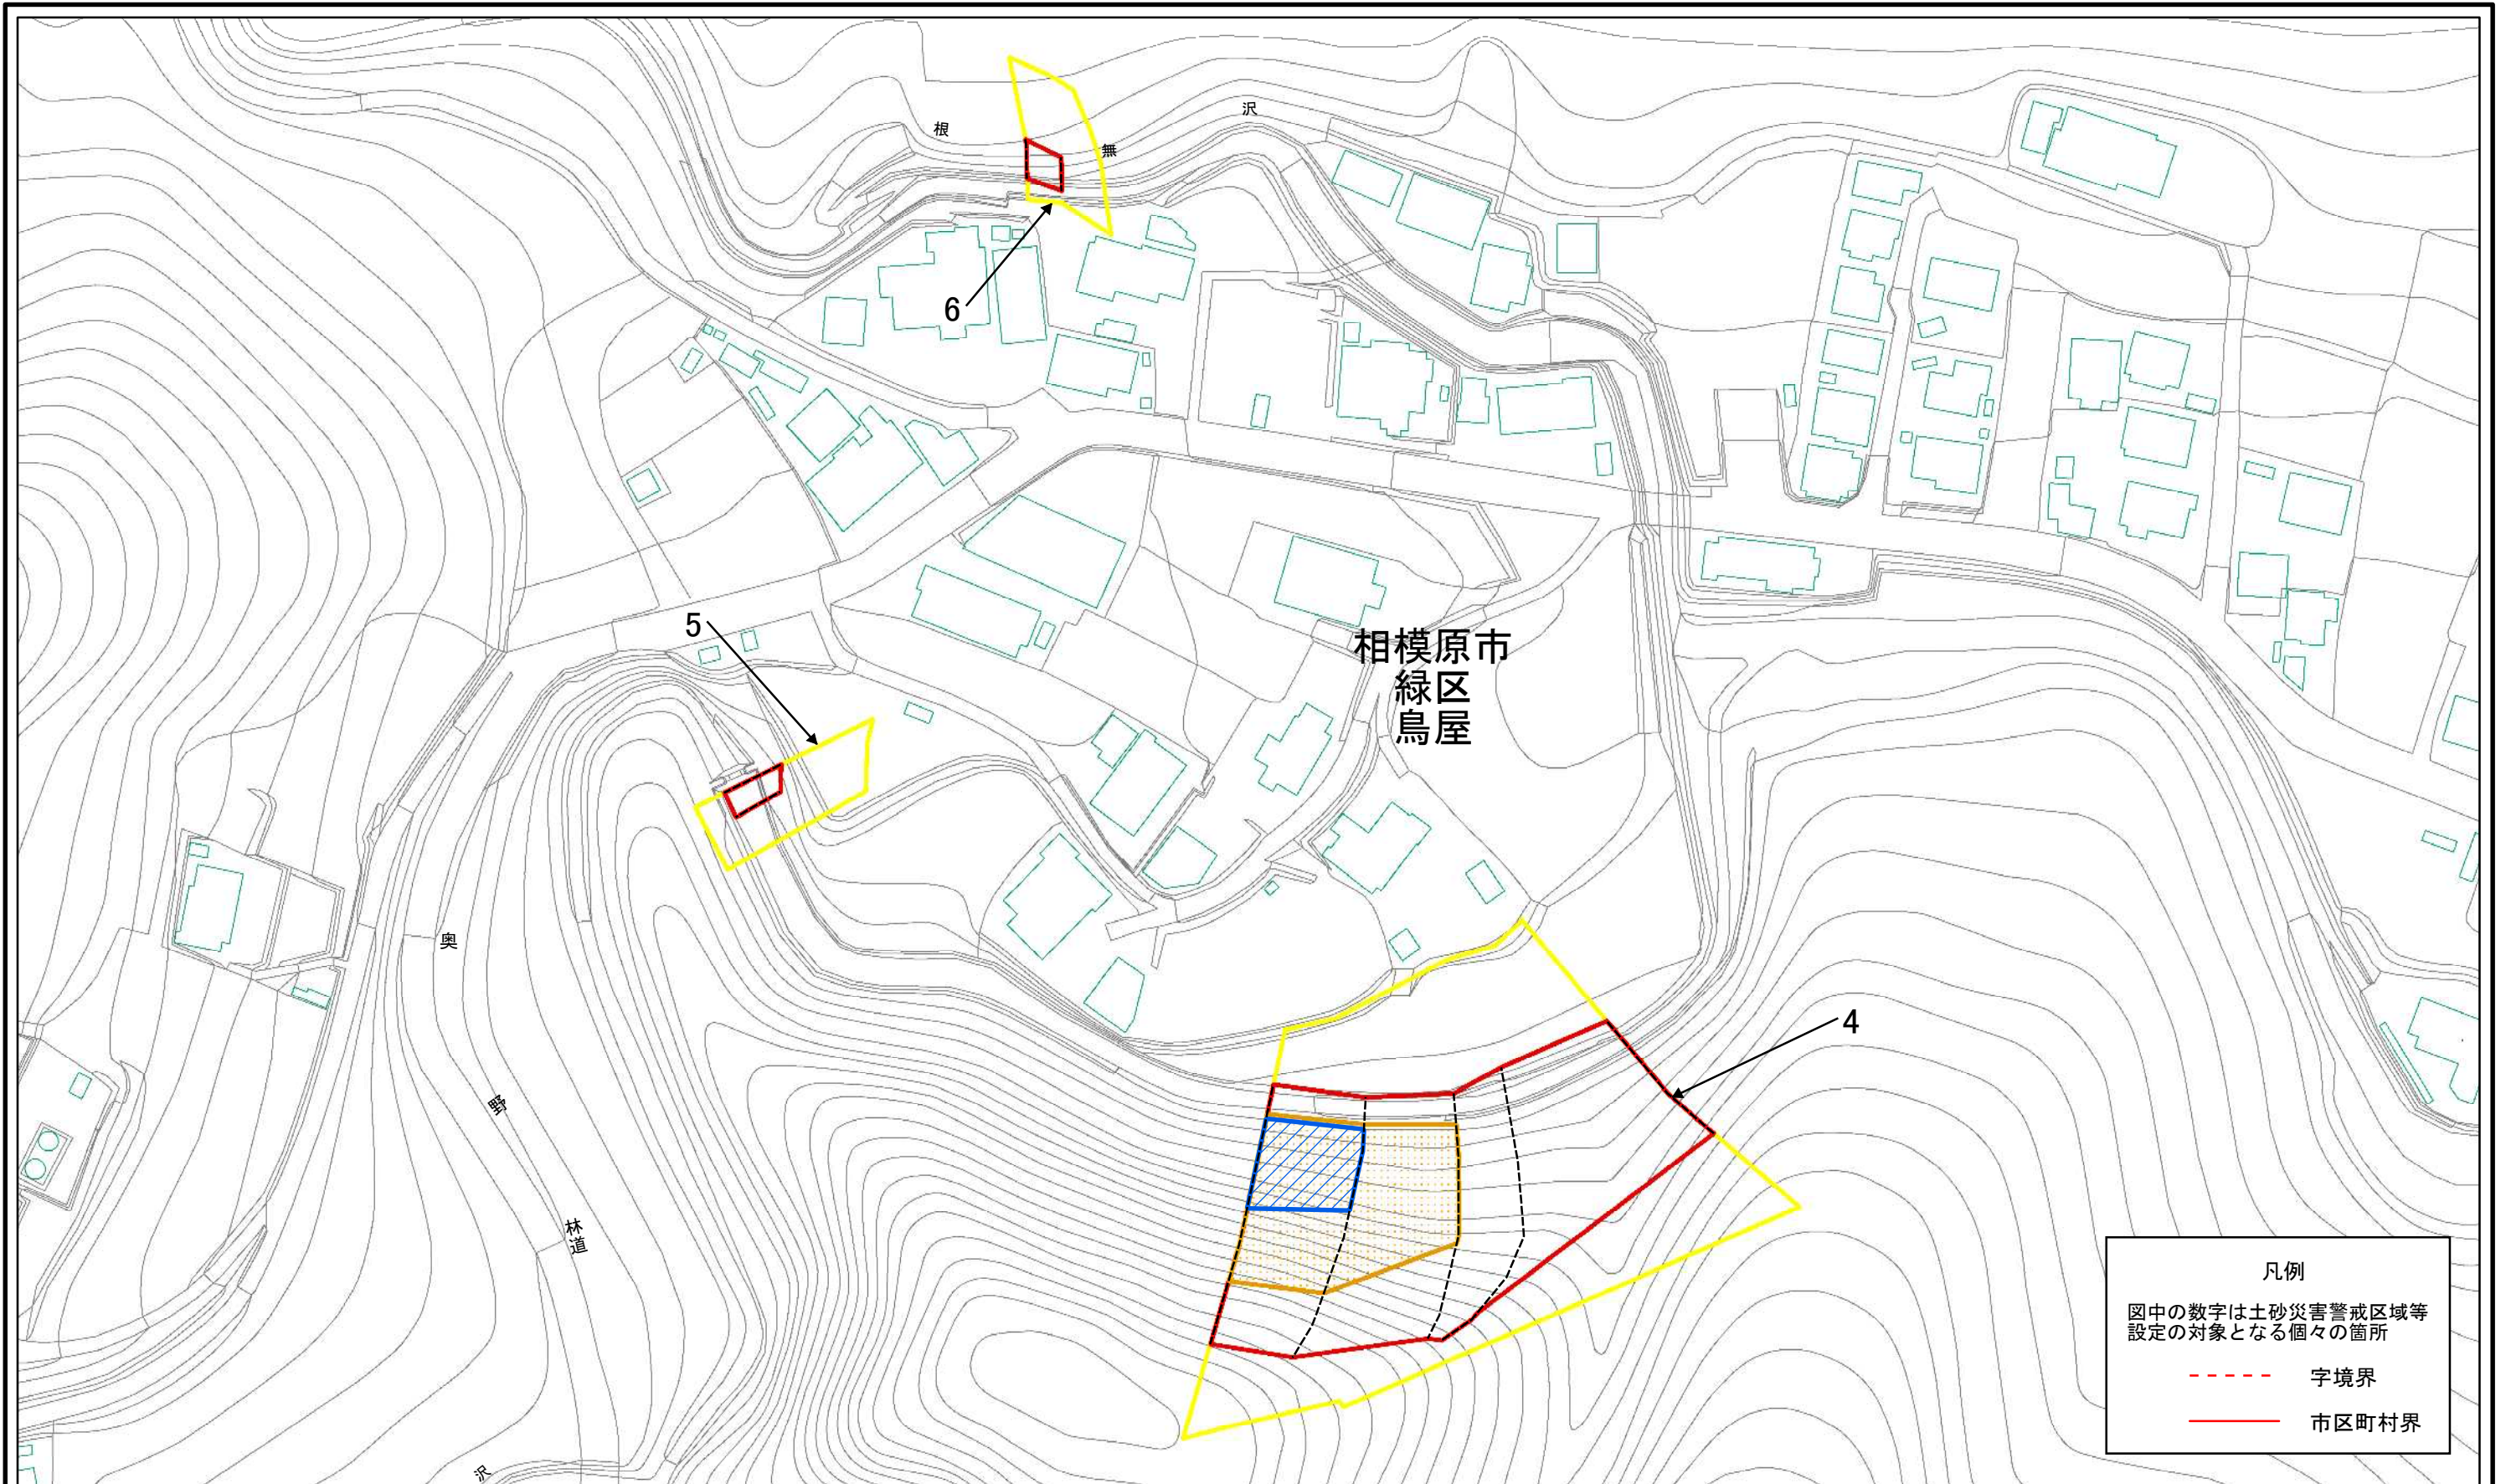 根
無
沢
6
5
相模原市
緑区
鳥屋
奥
野
林
道
沢
4
凡例
図中の数字は土砂災害警戒区域等
設定の対象となる個々の箇所
字境界
市区町村界